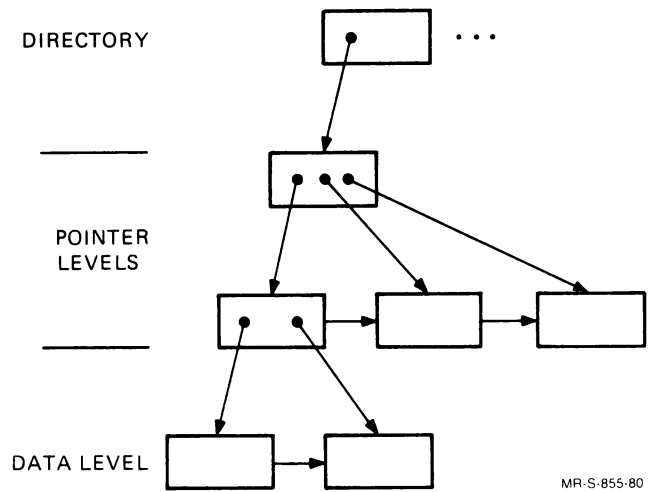 DIRECTORY
• • •
POINTER
LEVELS
DATA LEVEL
MR-S-855-80